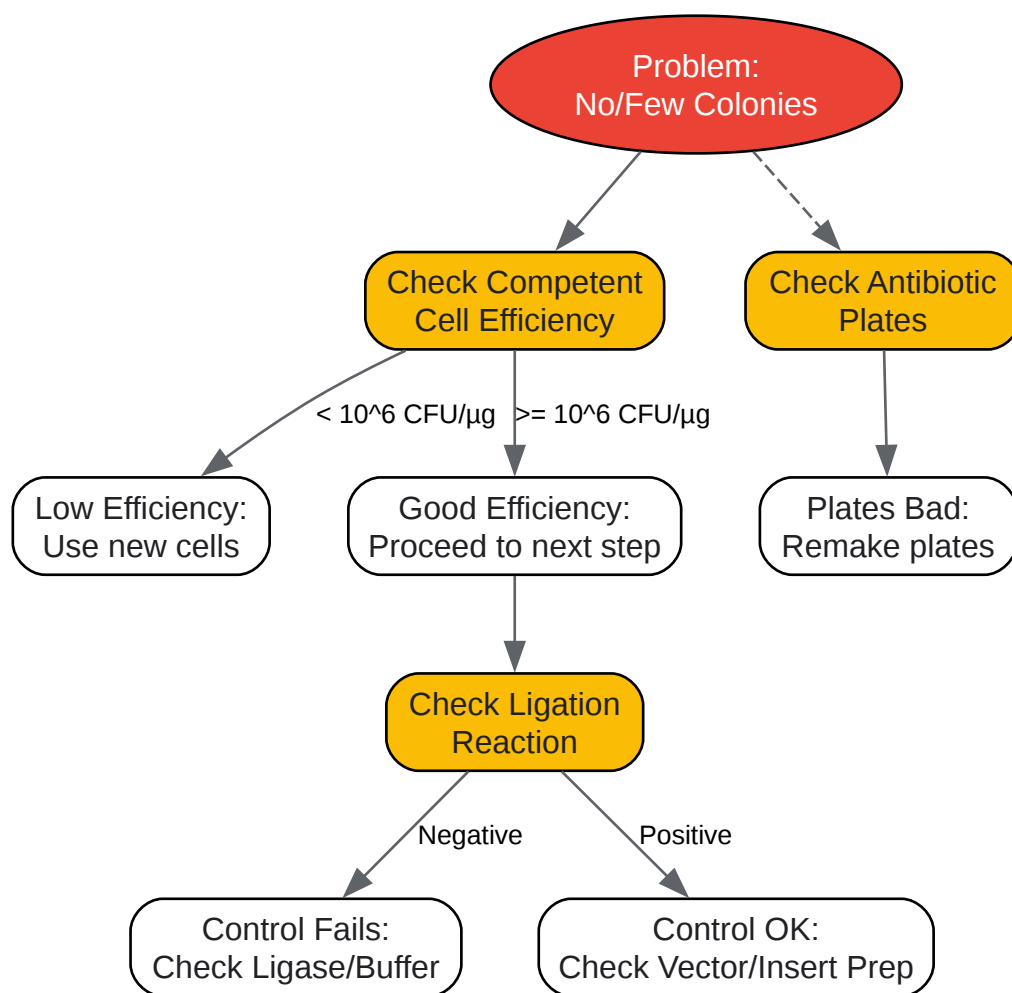 Problem:
No/Few Colonies
Check Competent
Cell Efficiency
Check Antibiotic
Plates
< 10^6 CFU/µg
>= 10^6 CFU/µg
Low Efficiency:
Use new cells
Good Efficiency:
Proceed to next step
Plates Bad:
Remake plates
Check Ligation
Reaction
Negative
Positive
Control Fails:
Check Ligase/Buffer
Control OK:
Check Vector/Insert Prep